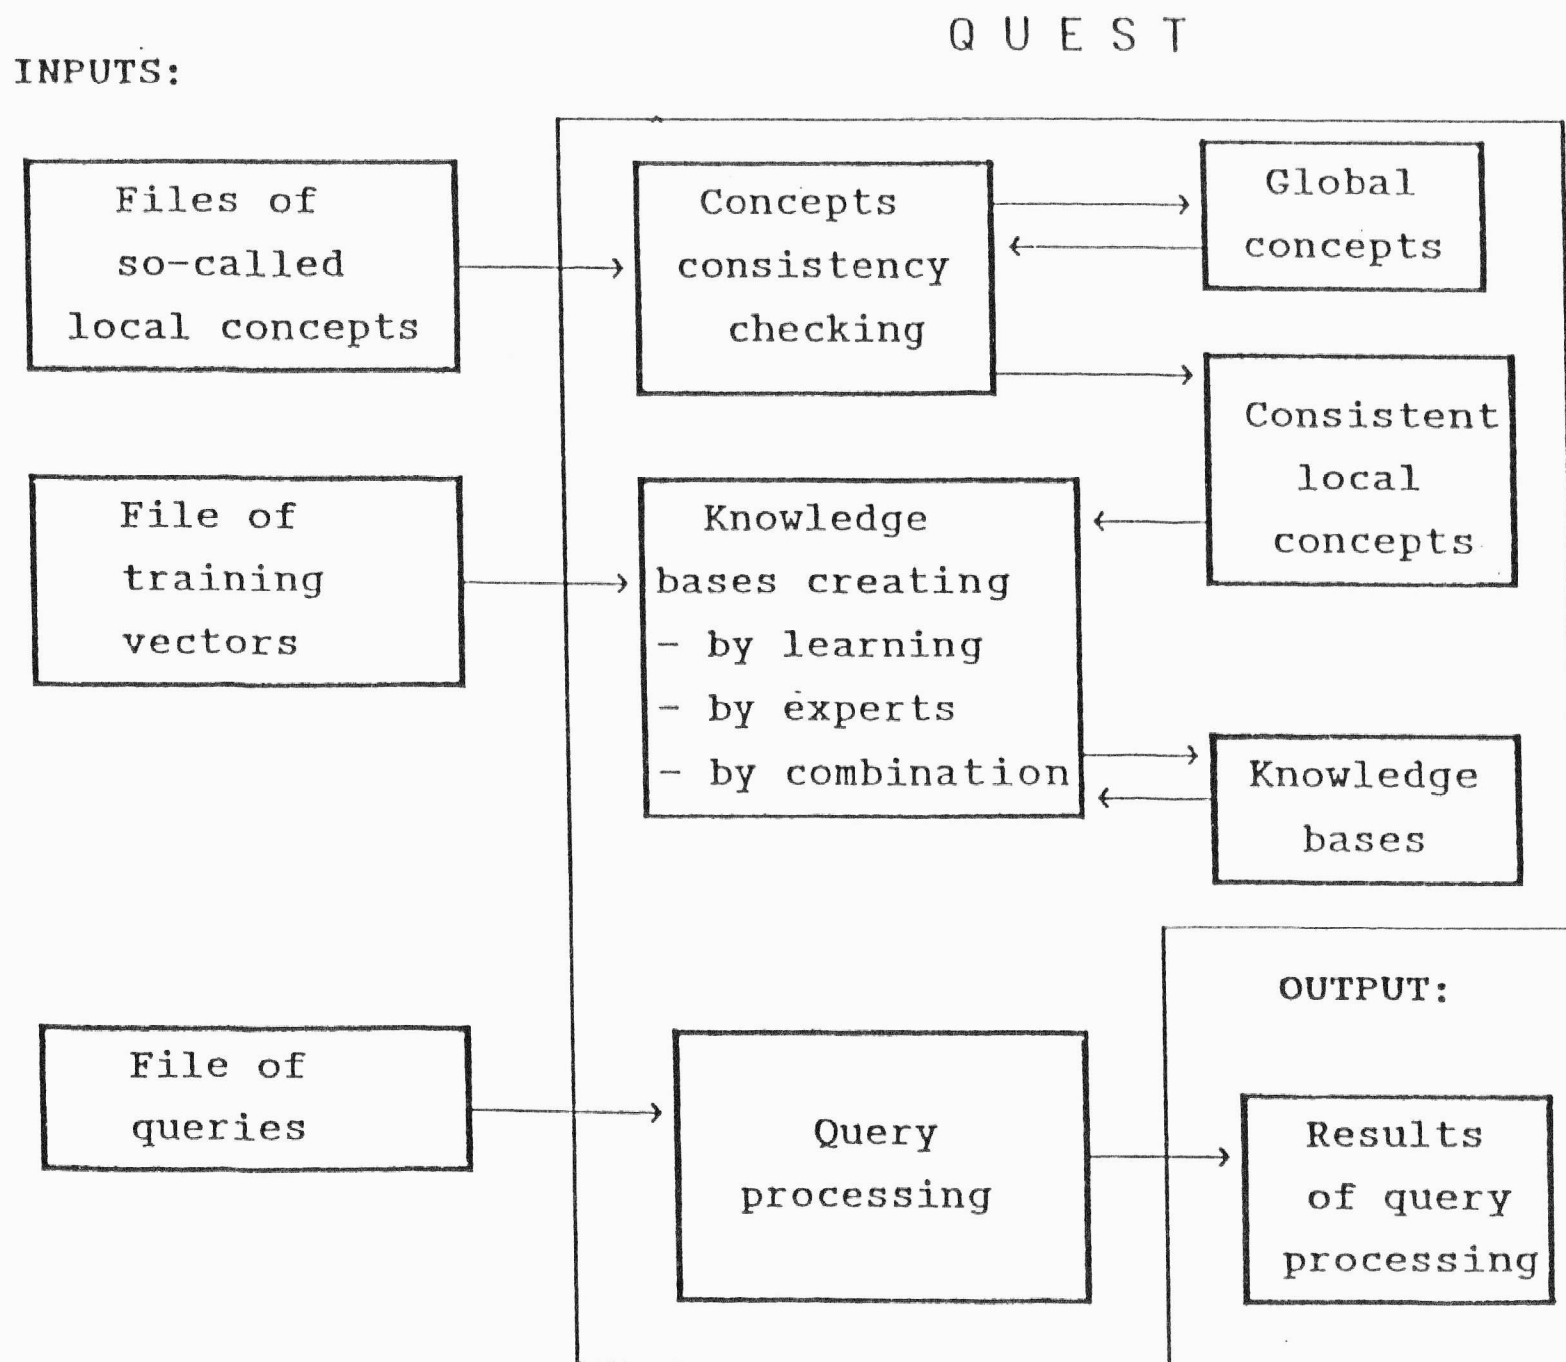 Q U E S T
INPUTS:
Files of
so-called
local concepts
Concepts
consistency
checking
Global
concepts
Consistent
local
concepts
File of
training
vectors
Knowledge
bases creating
- by learning
- by experts
- by combination
Knowledge
bases
File of
queries
Query
processing
OUTPUT:
Results
of query
processing